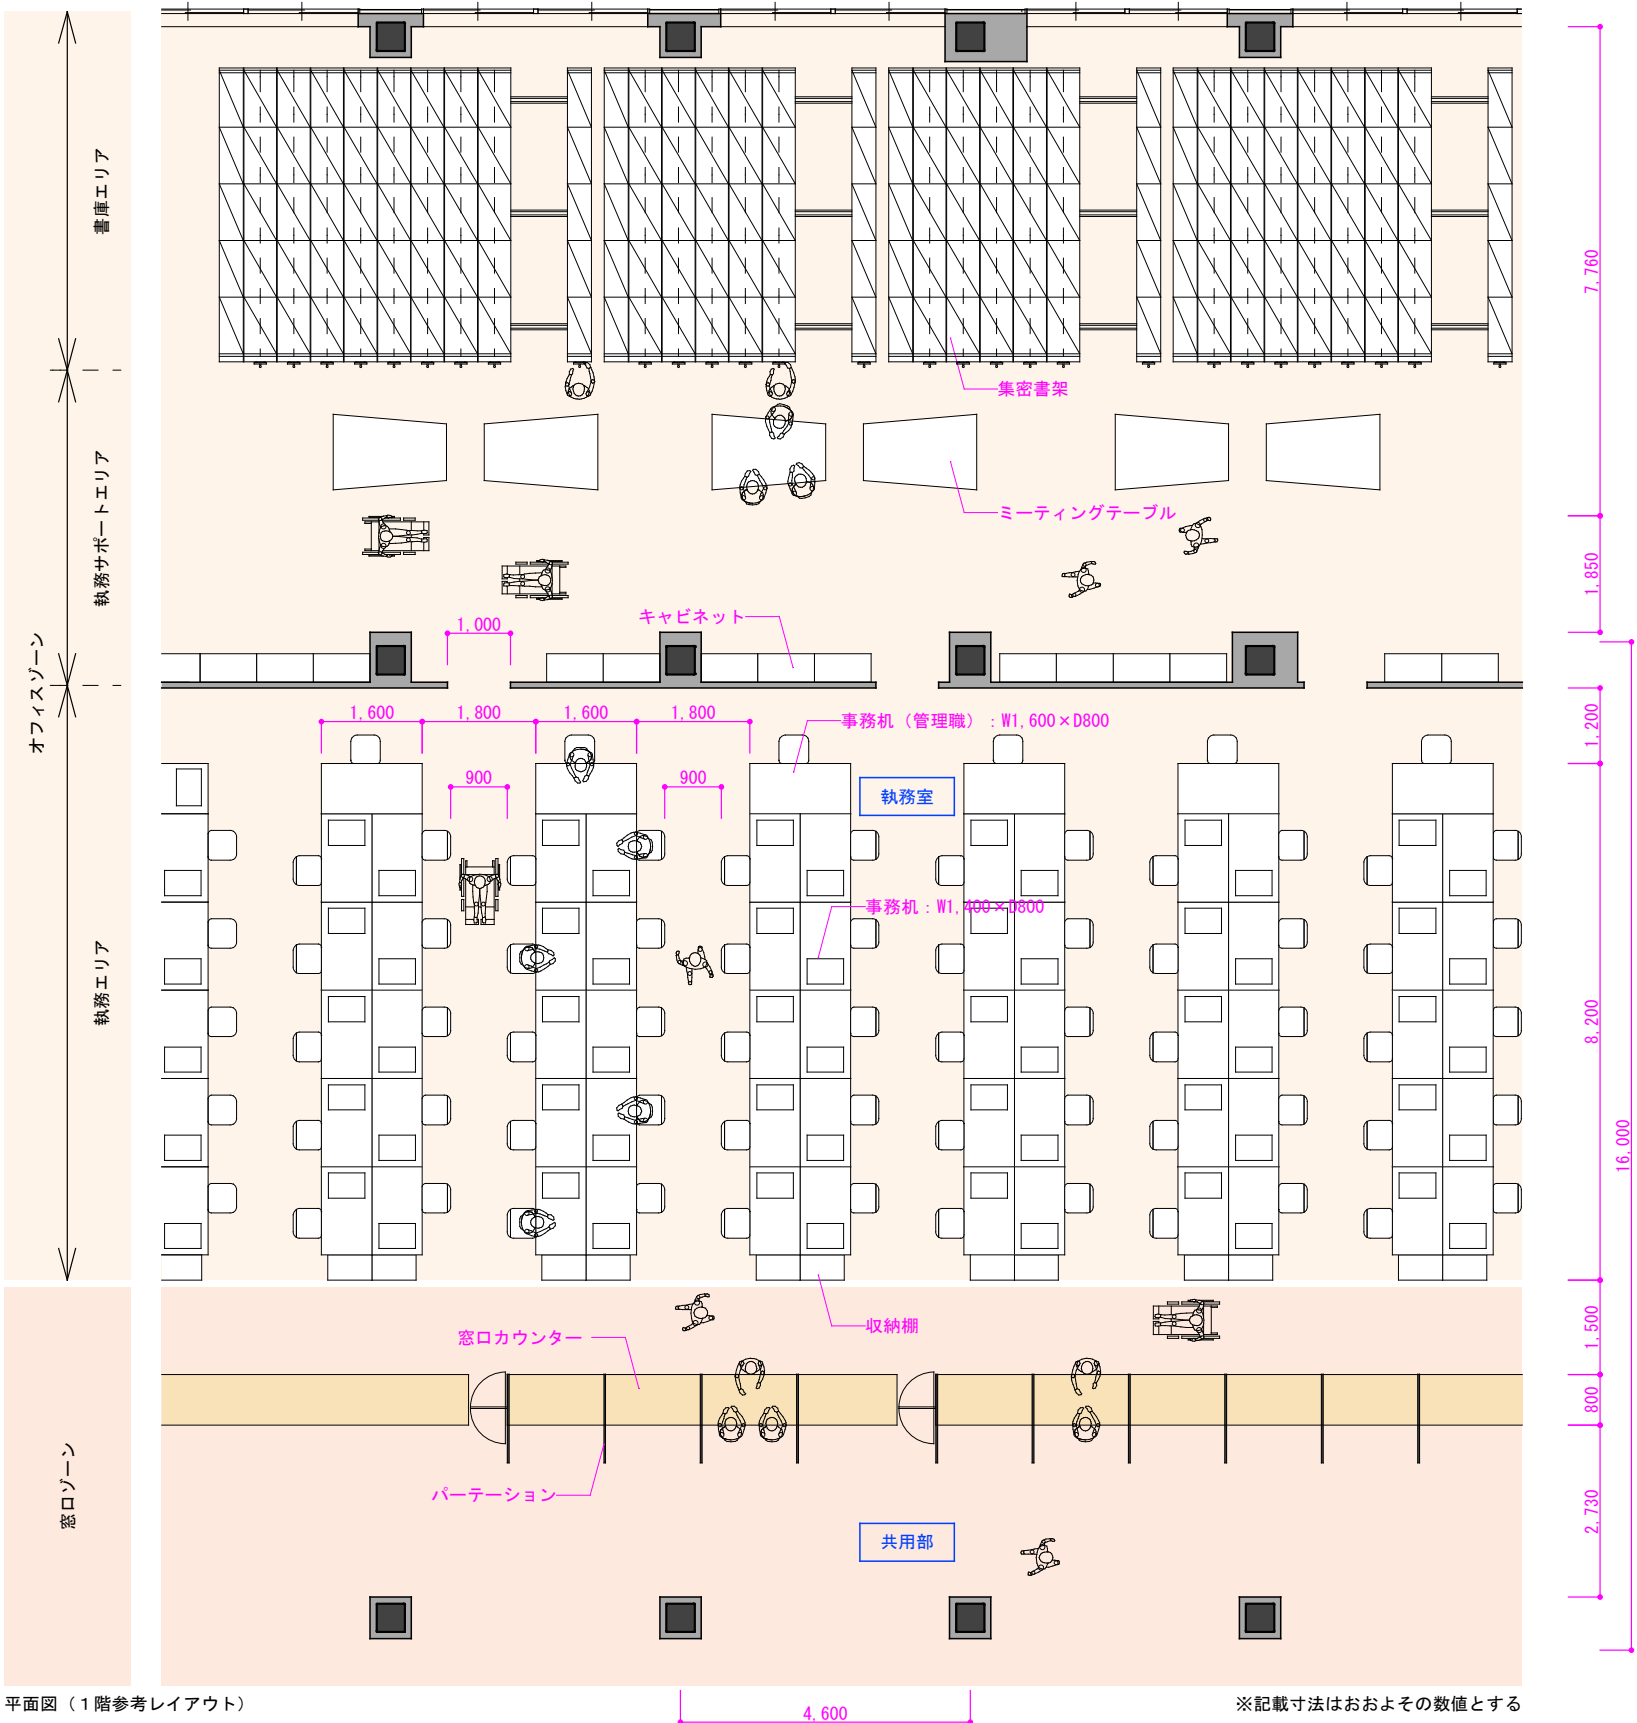 書庫エリア
執務サポートエリア
オフィスゾーン
執務エリア
窓口ゾーン
集密書架
ミーティングテーブル
キャビネット
1,000
1,600
1,800
1,600
1,800
事務机（管理職）：W1,600×D800
900
900
執務室
事務机：W1,400×D800
収納棚
窓口カウンター
パーテーション
共用部
7,760
1,850
1,200
8,200
16,000
1,500
800
2,730
4,600
平面図（１階参考レイアウト）
※記載寸法はおおよその数値とする